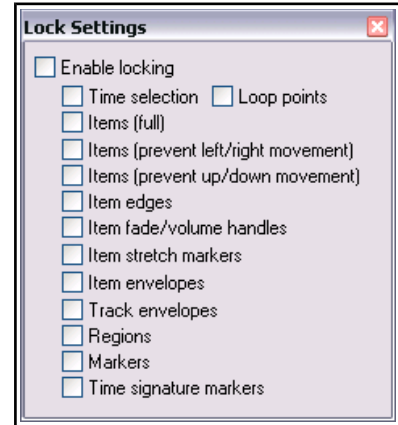 Lock Settings
Enable locking
Time selection Loop points
Items (full)
Items (prevent left/right movement)
Items (prevent up/down movement)
Item edges
Item fade/volume handles
Item stretch markers
Item envelopes
Track envelopes
Regions
Markers
Time signature markers